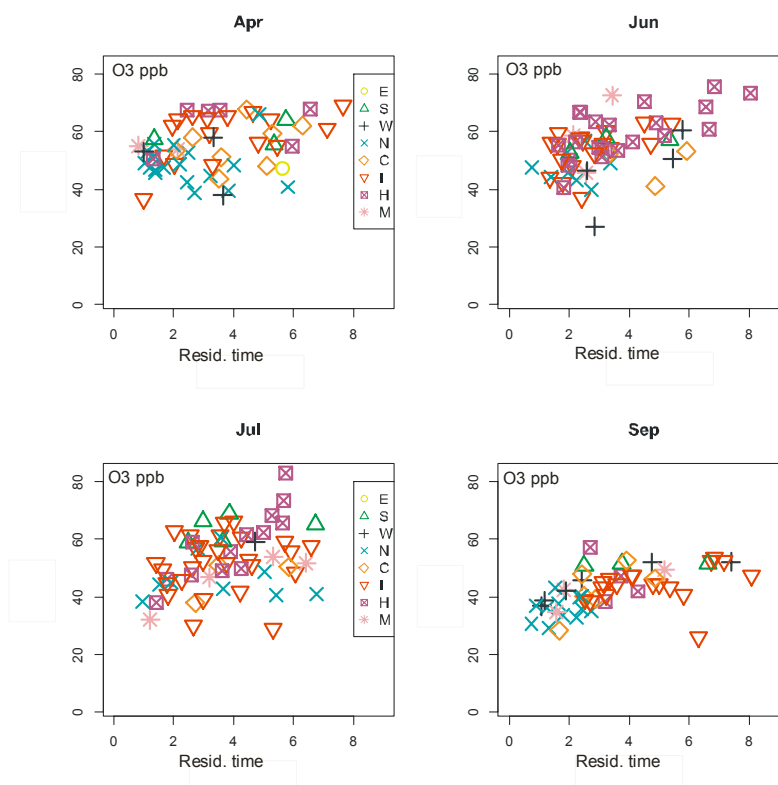 Apr
O3 ppb
80
60
40
20
0
0 2 4 6 8
Resid. time
E
S
W
N
C
I
H
M
Jun
O3 ppb
80
60
40
20
0
0 2 4 6 8
Resid. time
Jul
O3 ppb
80
60
40
20
0
0 2 4 6 8
Resid. time
E
S
W
N
C
I
H
M
Sep
O3 ppb
80
60
40
20
0
0 2 4 6 8
Resid. time